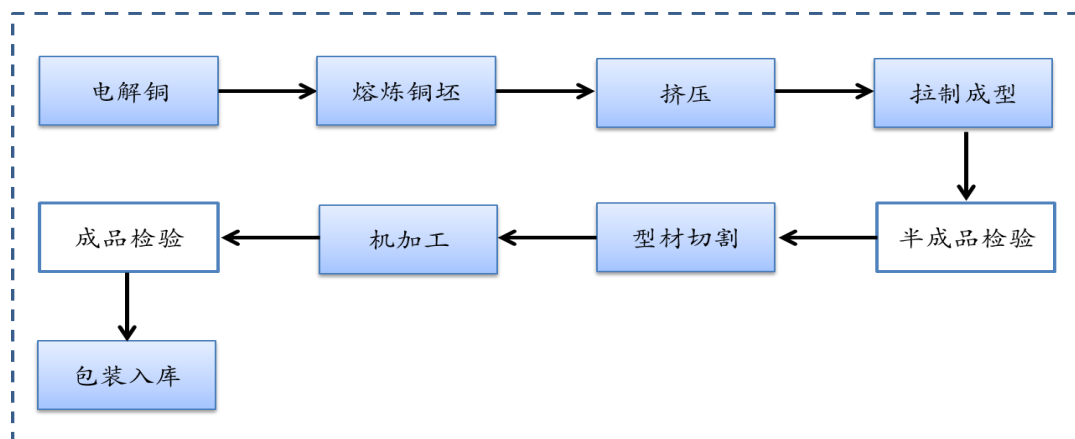 电解铜
熔炼铜坯
挤压
拉制成型
半成品检验
型材切割
机加工
成品检验
包装入库